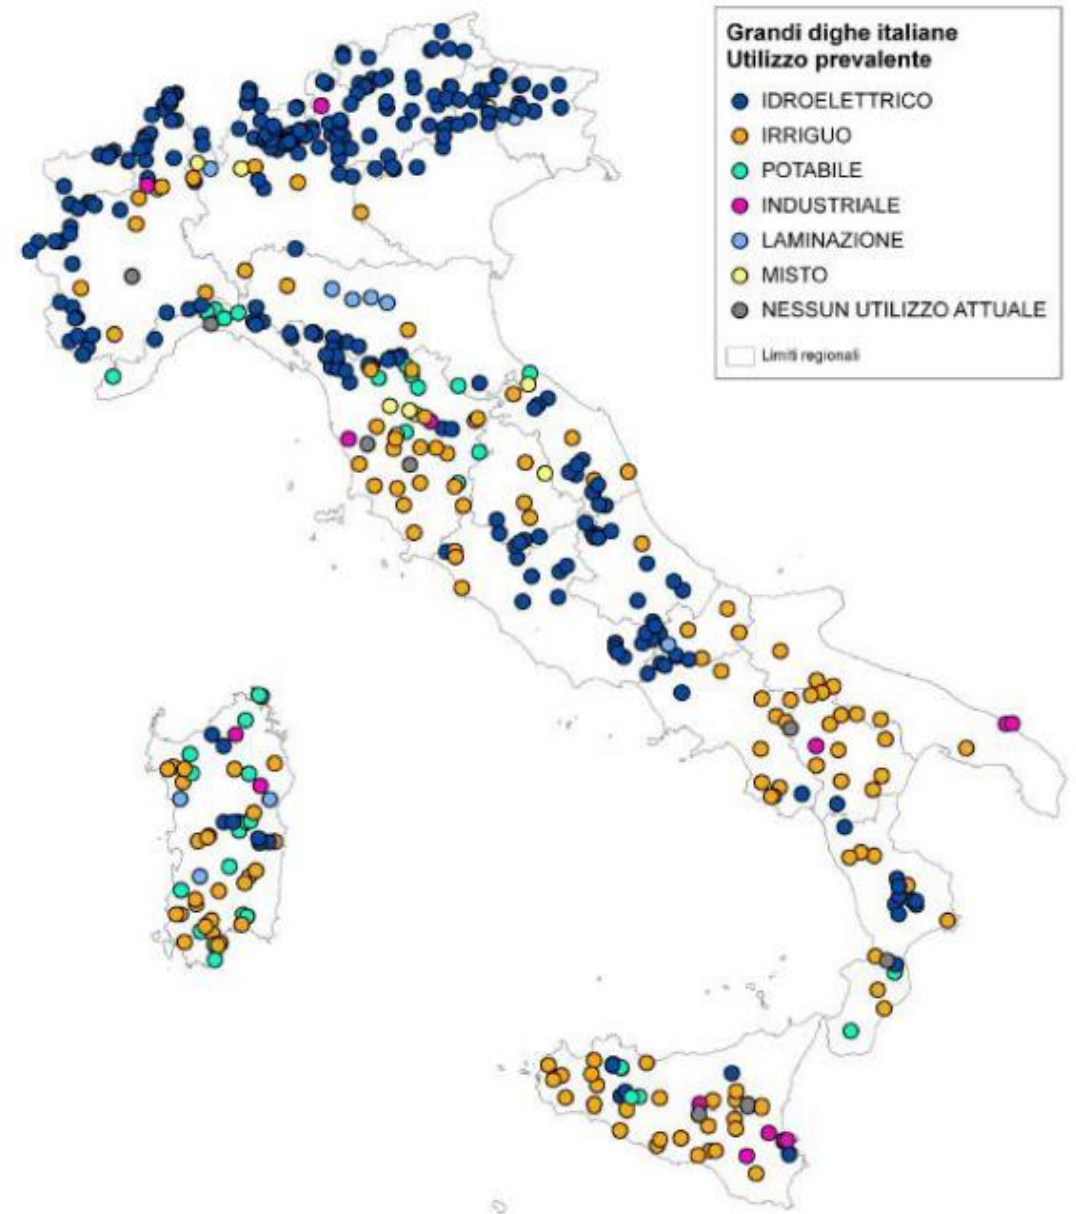 Grandi dighe italiane
Utilizzo prevalente
IDROELETTRICO
IRRIGUO
POTABILE
INDUSTRIALE
LAMINAZIONE
MISTO
NESSUN UTILIZZO ATTUALE
Limiti regionali